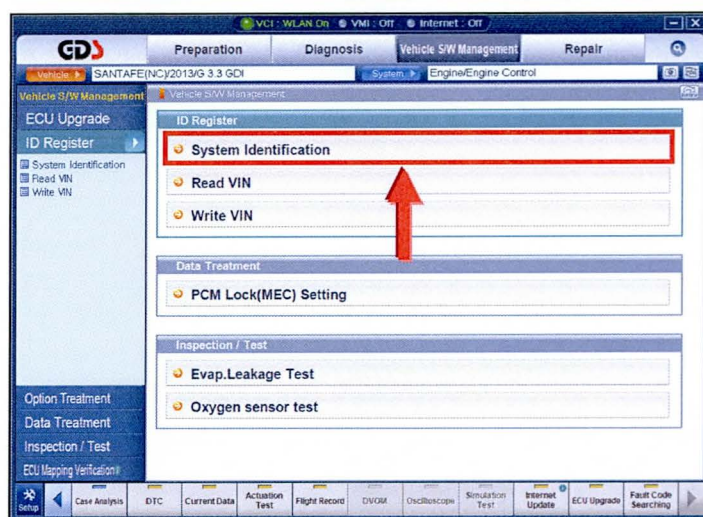 VCI : WLAN On VMI : Off Internet : Off
GDS Preparation Diagnosis Vehicle S/W Management Repair
Vehicle SANTAFE(NC)/2013/G 3.3 GDI System Engine/Engine Control
Vehicle S/W Management
Vehicle S/W Management
ECU Upgrade
ID Register
System Identification
Read VIN
Write VIN
Option Treatment
Data Treatment
Inspection / Test
ECU Mapping Verification
ID Register
System Identification
Read VIN
Write VIN
Data Treatment
PCM Lock(MEC) Setting
Inspection / Test
Evap.Leakage Test
Oxygen sensor test
Setup Case Analysis DTC Current Data Actuation Test Flight Record DVOM Oscilloscope Simulation Test Internet Update ECU Upgrade Fault Code Searching